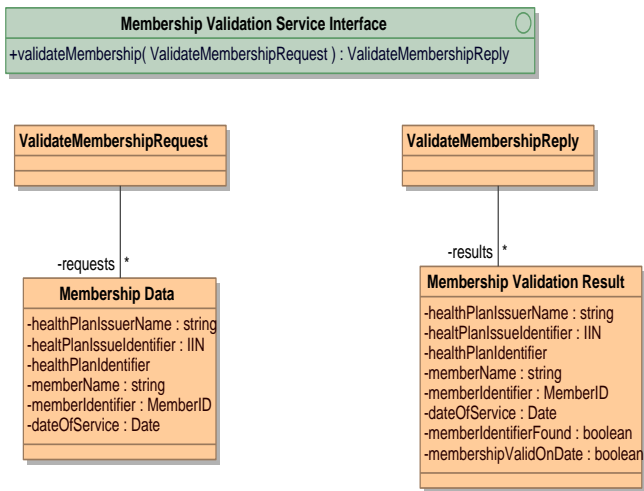 Membership Validation Service Interface
+validateMembership( ValidateMembershipRequest ) : ValidateMembershipReply
ValidateMembershipRequest
-requests *
Membership Data
-healthPlanIssuerName : string
-healtPlanIssueIdentifier : IIN
-healthPlanIdentifier
-memberName : string
-memberIdentifier : MemberID
-dateOfService : Date
ValidateMembershipReply
-results *
Membership Validation Result
-healthPlanIssuerName : string
-healtPlanIssueIdentifier : IIN
-healthPlanIdentifier
-memberName : string
-memberIdentifier : MemberID
-dateOfService : Date
-memberIdentifierFound : boolean
-membershipValidOnDate : boolean